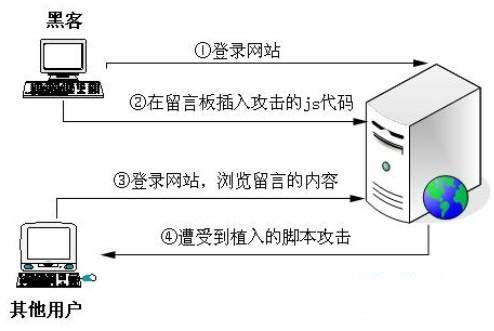 黑客
①登录网站
②在留言板插入攻击的js代码
③登录网站，浏览留言的内容
④遭受到植入的脚本攻击
其他用户